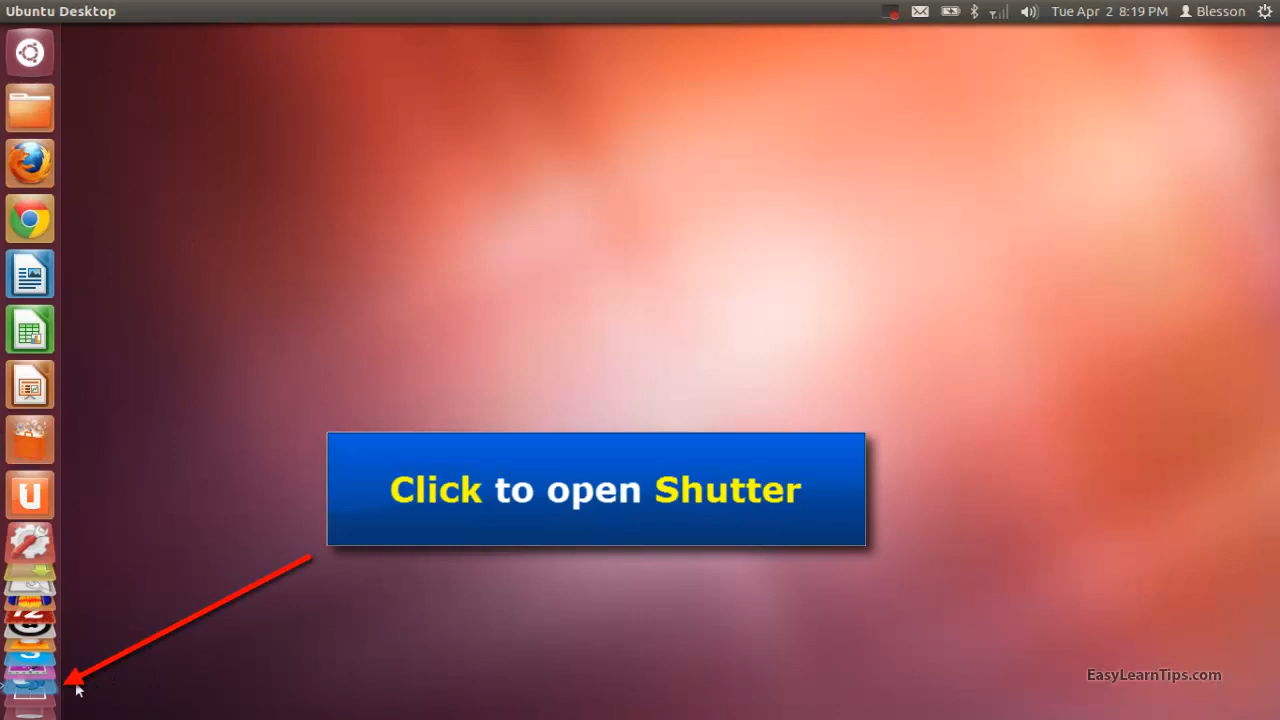 Ubuntu Desktop
Tue Apr 2 8:19 PM
Blesson
Click to open Shutter
EasyLearnTips.com